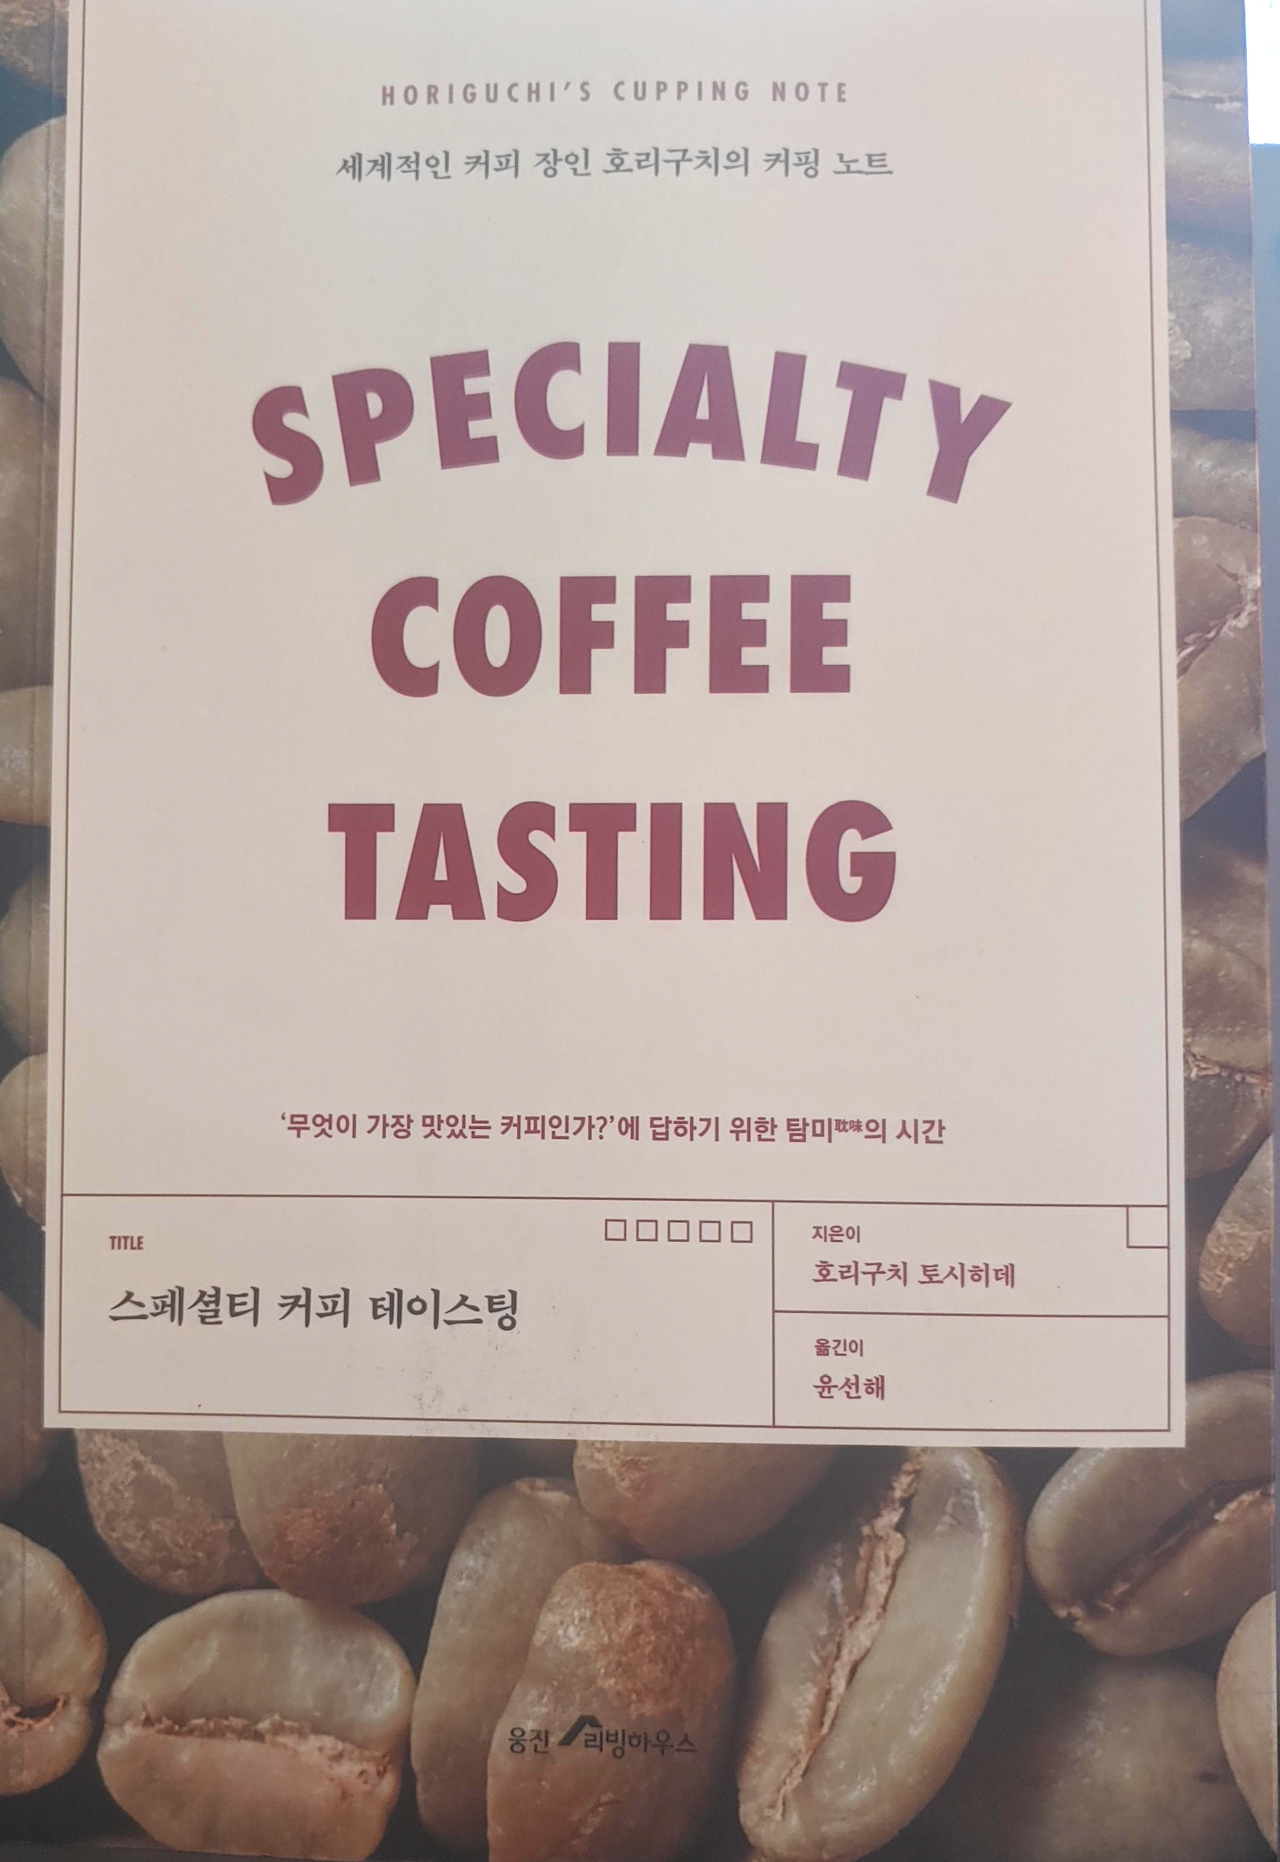 HORIGUCHI'S CUPPING NOTE
세계적인 커피 장인 호리구치의 커핑 노트
SPECIALTY
COFFEE
TASTING
‘무엇이 가장 맛있는 커피인가?’에 답하기 위한 탐미耽味의 시간
TITLE
스페셜티 커피 테이스팅
지은이
호리구치 토시히데
옮긴이
윤선해
웅진 리빙하우스